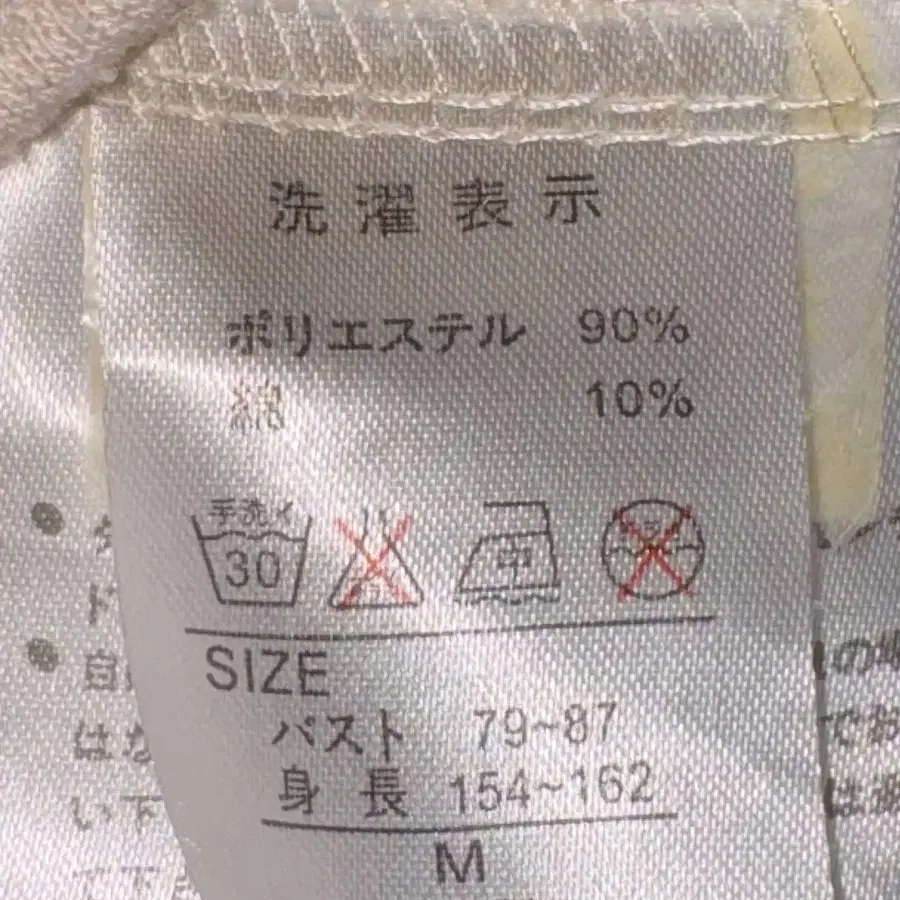 洗濯表示
ポリエステル 90%
綿 10%
手洗イ
30
中
SIZE
バスト 79~87
身長 154~162
M